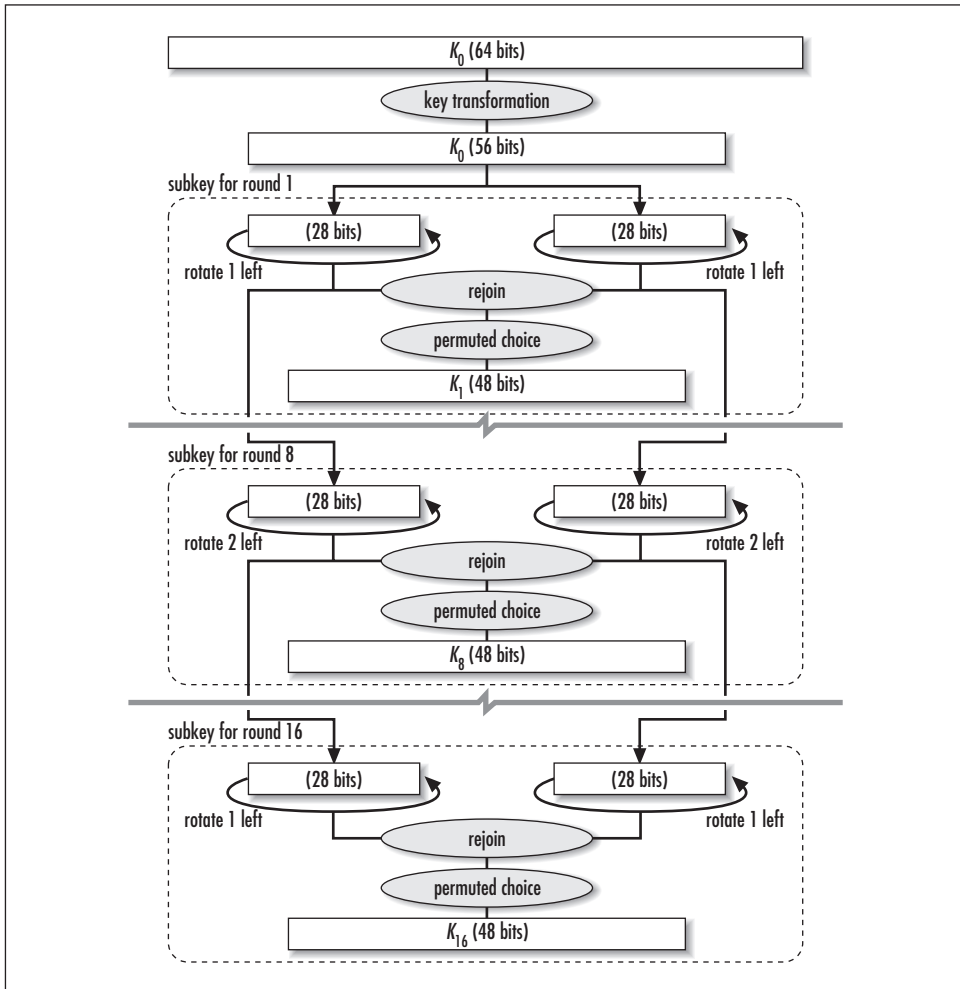 K0 (64 bits)
key transformation
K0 (56 bits)
subkey for round 1
(28 bits) (28 bits)
rotate 1 left rotate 1 left
rejoin
permuted choice
K1 (48 bits)
subkey for round 8
(28 bits) (28 bits)
rotate 2 left rotate 2 left
rejoin
permuted choice
K8 (48 bits)
subkey for round 16
(28 bits) (28 bits)
rotate 1 left rotate 1 left
rejoin
permuted choice
K16 (48 bits)